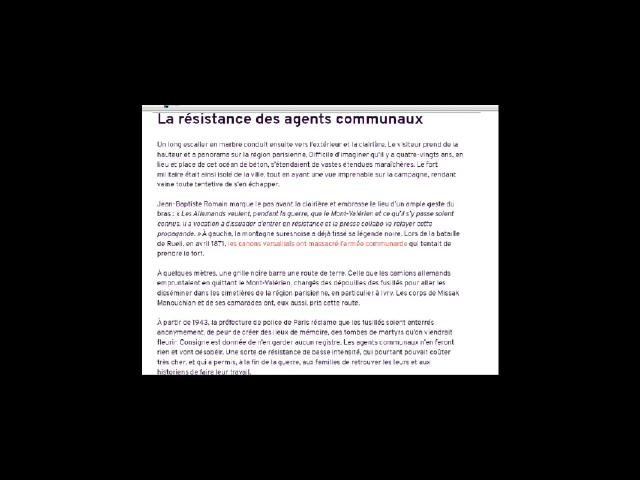 La résistance des agents communaux
Un long escalier en marbre conduit ensuite vers l'extérieur et la clairière. Le visiteur prend de la
hauteur et a panorama sur la région parisienne. Difficile d'imaginer qu'il y a quatre-vingts ans, en
lieu et place de cet océan de béton, s'étendaient de vastes étendues maraîchères. Le fort
militaire était ainsi isolé de la ville, tout en ayant une vue imprenable sur la campagne, rendant
vaine toute tentative de s'en échapper.
Jean-Baptiste Romain marque le pas avant la clairière et embrasse le lieu d'un ample geste du
bras : « Les Allemands veulent, pendant la guerre, que le Mont-Valérien et ce qu'il s'y passe soient
connus. Il a vocation à dissuader d'entrer en résistance et la presse collabo va relayer cette
propagande. » À gauche, la montagne suresnoise a déjà tissé sa légende noire. Lors de la bataille
de Rueil, en avril 1871, les canons versaillais ont massacré l'armée communarde qui tentait de
prendre le fort.
À quelques mètres, une grille noire barre une route de terre. Celle que les camions allemands
empruntaient en quittant le Mont-Valérien, chargés des dépouilles des fusillés pour aller les
disséminer dans les cimetières de la région parisienne, en particulier à Ivry. Les corps de Missak
Manouchian et de ses camarades ont, eux aussi, pris cette route.
À partir de 1943, la préfecture de police de Paris réclame que les fusillés soient enterrés
anonymement, de peur de créer des lieux de mémoire, des tombes de martyrs qu'on viendrait
fleurir. Consigne est donnée de n'en garder aucun registre. Les agents communaux n'en feront
rien et vont désobéir. Une sorte de résistance de basse intensité, qui pourtant pouvait coûter
très cher, et qui a permis, à la fin de la guerre, aux familles de retrouver les leurs et aux
historiens de faire leur travail.